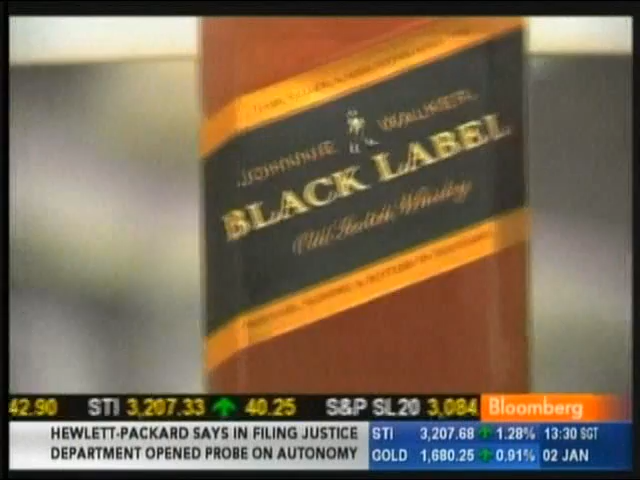 JOHNNIE WALKER
BLACK LABEL
Old Scotch Whisky
42.90 STI 3,207.33 40.25 S&P SL20 3,084
Bloomberg
HEWLETT-PACKARD SAYS IN FILING JUSTICE
DEPARTMENT OPENED PROBE ON AUTONOMY
STI 3,207.68 1.28% 13:30 SGT
GOLD 1,680.25 0.91% 02 JAN